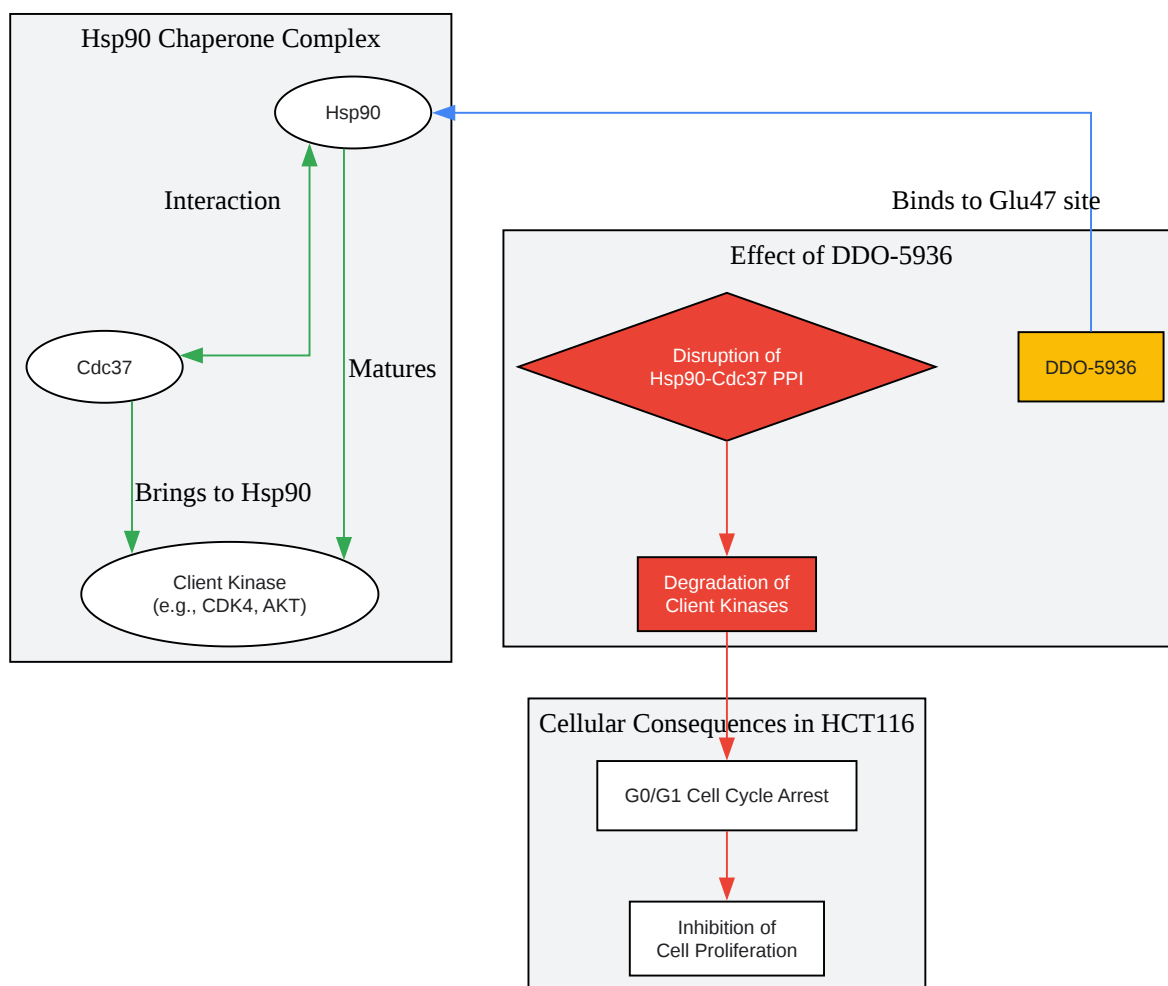 Hsp90 Chaperone Complex
Hsp90
Interaction
Binds to Glu47 site
Effect of DDO-5936
Cdc37
Matures
Disruption of
Hsp90-Cdc37 PPI
DDO-5936
Brings to Hsp90
Client Kinase
(e.g., CDK4, AKT)
Degradation of
Client Kinases
Cellular Consequences in HCT116
G0/G1 Cell Cycle Arrest
Inhibition of
Cell Proliferation